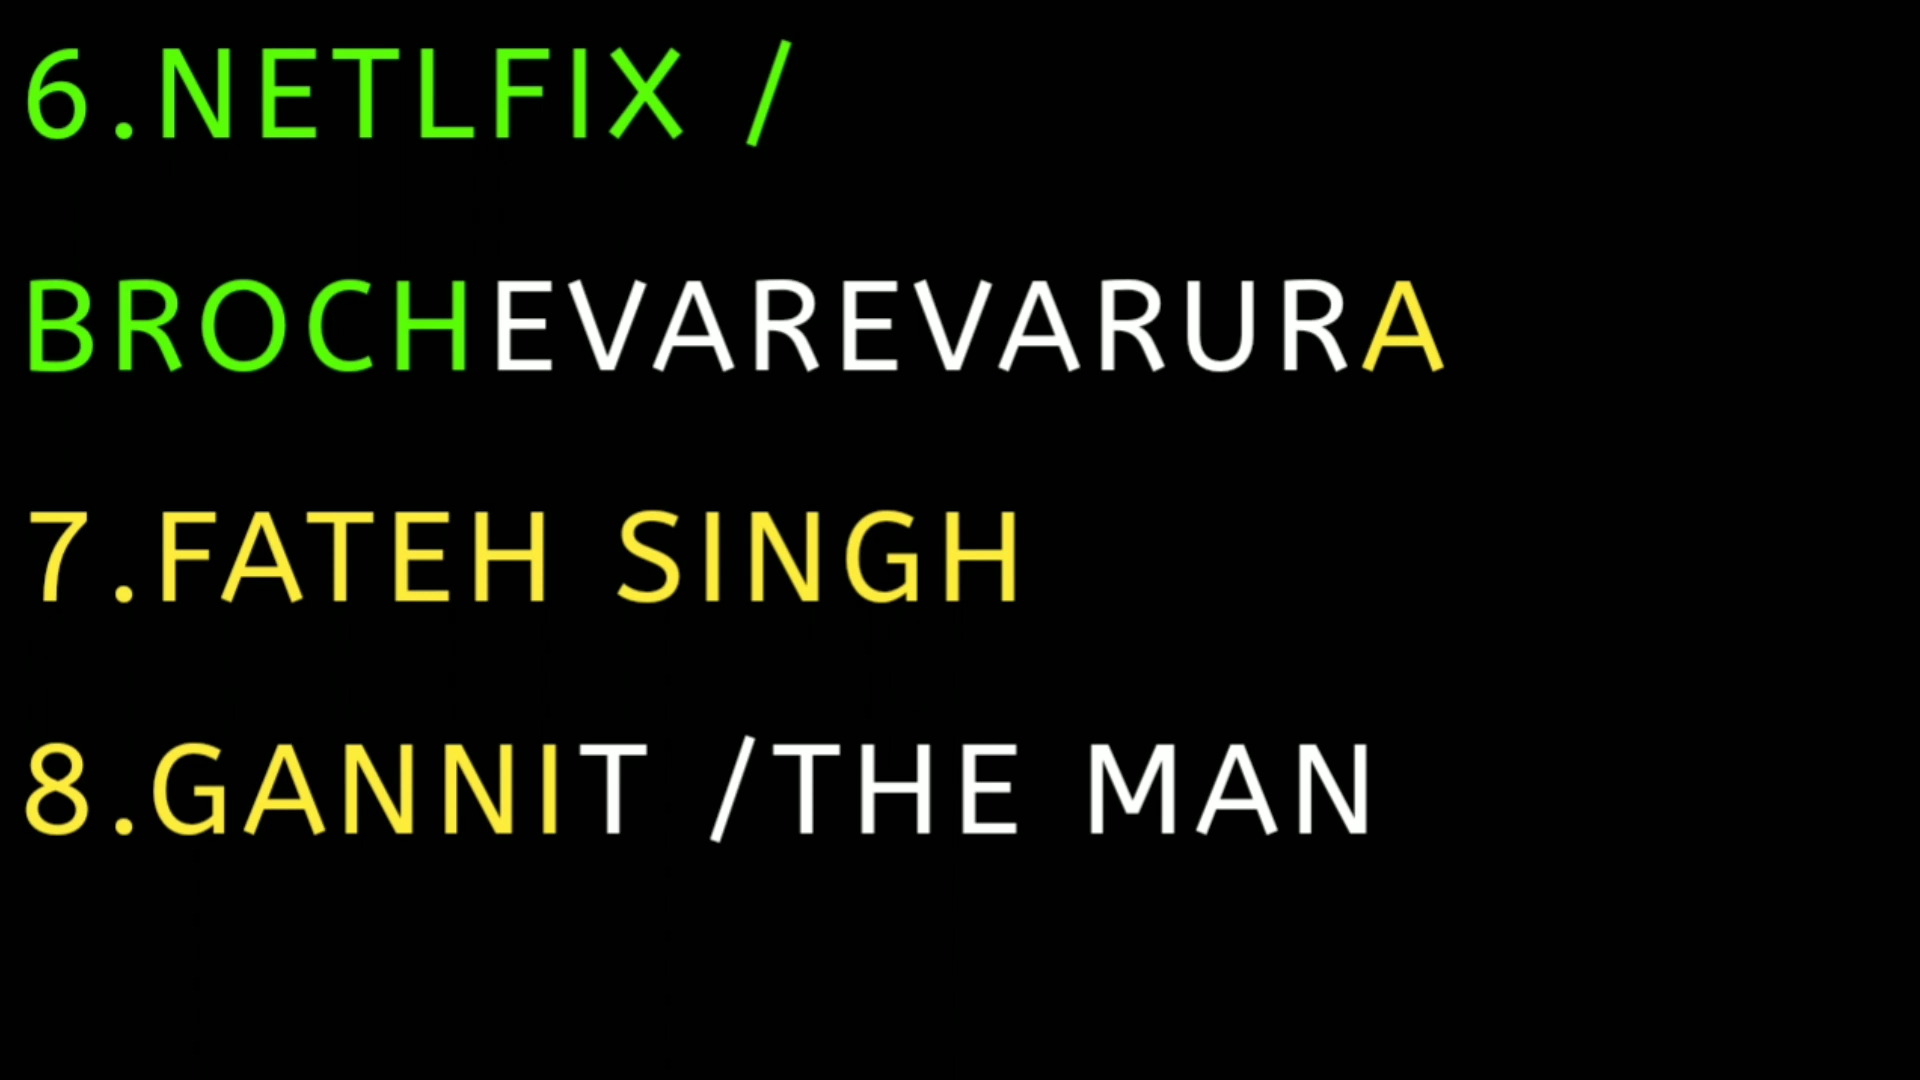 6.NETLFIX /
BROCHEVAREVARURA
7.FATEH SINGH
8.GANNIT /THE MAN